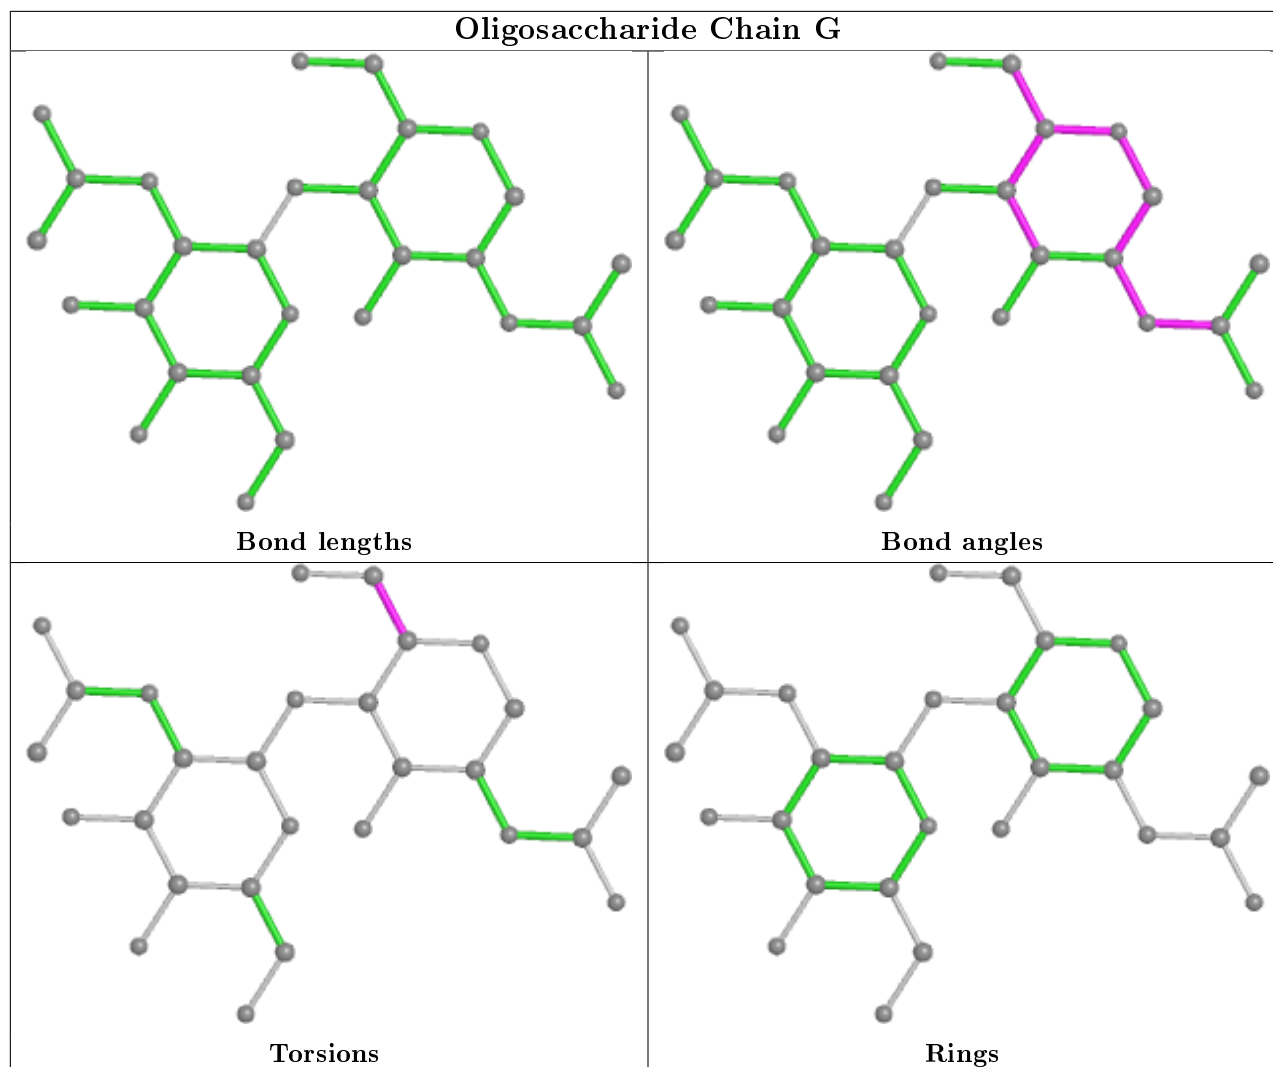 Oligosaccharide Chain G
Bond lengths
Bond angles
Torsions
Rings